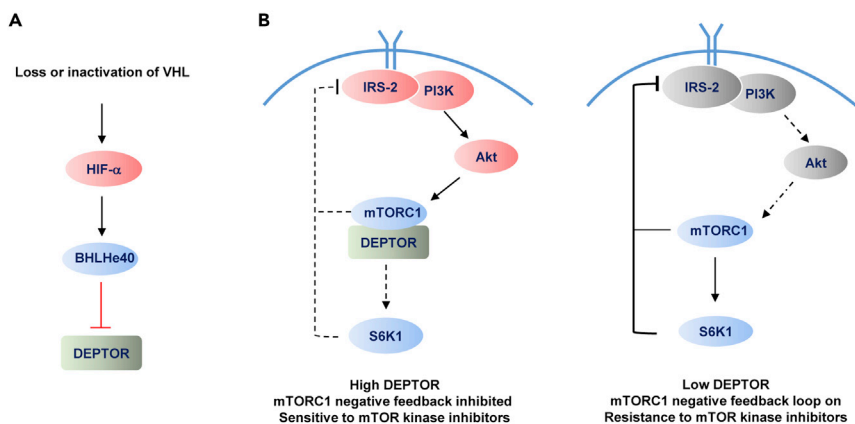 A
Loss or inactivation of VHL
HIF-α
BHLHe40
DEPTOR
B
IRS-2
PI3K
Akt
mTORC1
DEPTOR
S6K1
High DEPTOR
mTORC1 negative feedback inhibited
Sensitive to mTOR kinase inhibitors
IRS-2
PI3K
Akt
mTORC1
S6K1
Low DEPTOR
mTORC1 negative feedback loop on
Resistance to mTOR kinase inhibitors